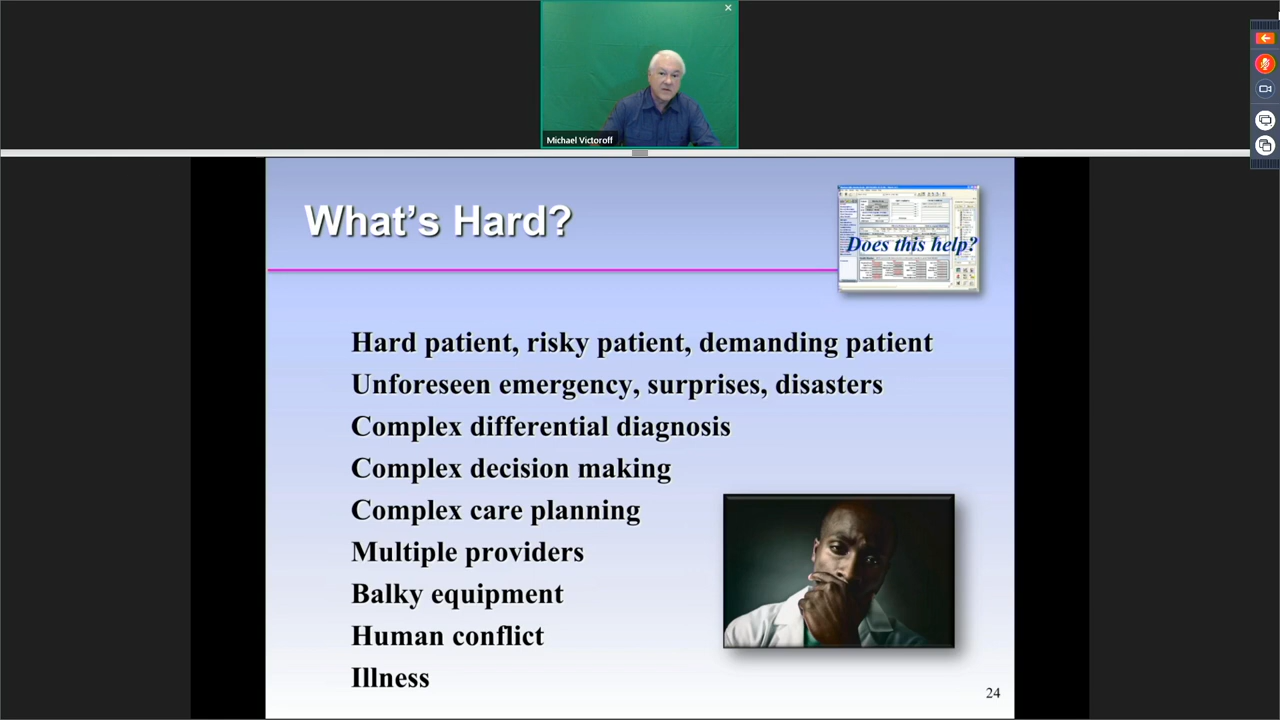 Michael Victoroff
What's Hard?
Does this help?
Hard patient, risky patient, demanding patient
Unforeseen emergency, surprises, disasters
Complex differential diagnosis
Complex decision making
Complex care planning
Multiple providers
Balky equipment
Human conflict
Illness
24